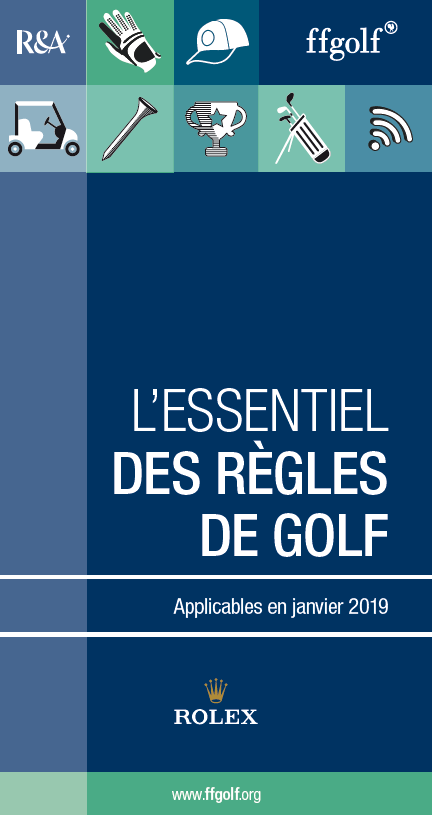 R&A
ffgolf
L'ESSENTIEL
DES RÈGLES
DE GOLF
Applicables en janvier 2019
ROLEX
www.ffgolf.org